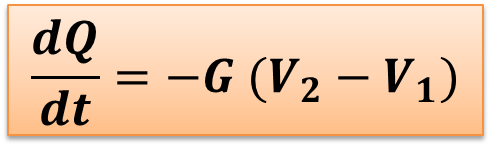 dQ/dt = −G (V₂ − V₁)